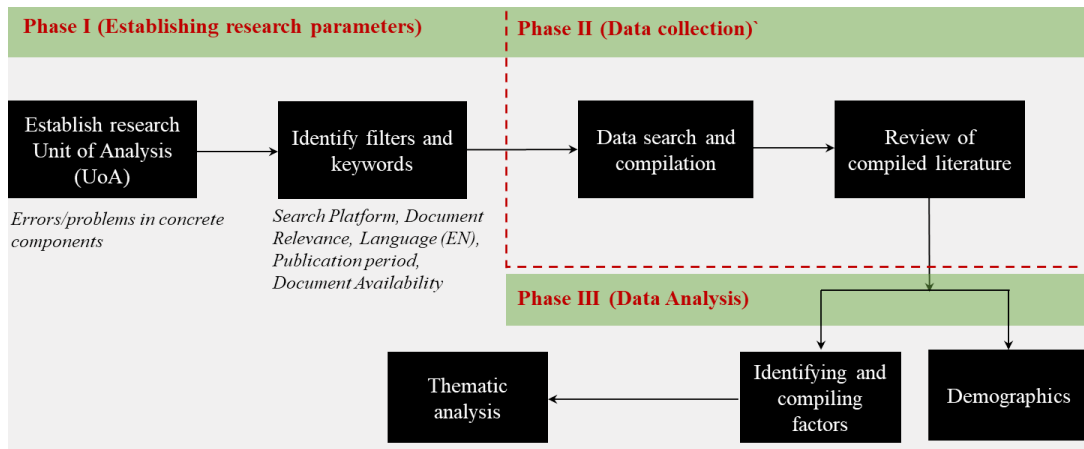 Phase I (Establishing research parameters)
Phase II (Data collection)`
Establish research
Unit of Analysis
(UoA)
Errors/problems in concrete
components
Identify filters and
keywords
Search Platform, Document
Relevance, Language (EN),
Publication period,
Document Availability
Data search and
compilation
Review of
compiled literature
Phase III (Data Analysis)
Thematic
analysis
Identifying and
compiling
factors
Demographics